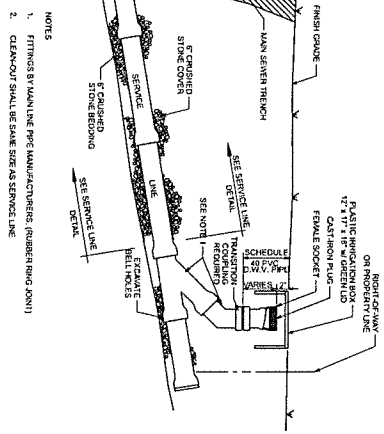 FINISH GRADE
MAIN SEWER TRENCH
6" CRUSHED
STONE COVER
SERVICE
LINE
6" CRUSHED
STONE BEDDING
SEE SERVICE LINE
DETAIL
SEE NOTE 1
TRANSITION
COUPLING
REQUIRED
SCHEDULE
40 PVC
D.W.V. PIPE
VARIES
2"
RIGHT-OF-WAY
OR PROPERTY LINE
PLASTIC IRRIGATION BOX
12" x 17" x 18" w/ GREEN LID
CAST-IRON PLUG
FEMALE SOCKET
SEE SERVICE LINE
DETAIL
EXCAVATE
BELL HOLES
NOTES
1. FITTINGS BY MAIN LINE PIPE MANUFACTURERS. (RUBBER RING JOINT)
2. CLEAN-OUT SHALL BE SAME SIZE AS SERVICE LINE